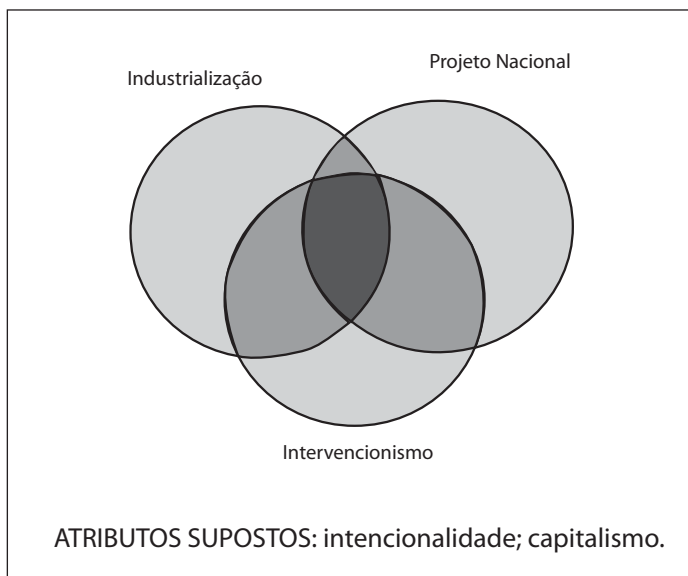 Projeto Nacional
Industrialização
Intervencionismo
ATRIBUTOS SUPOSTOS: intencionalidade; capitalismo.